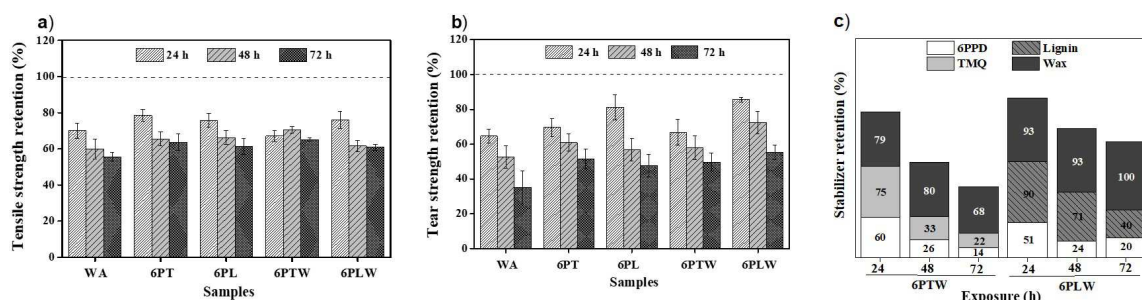 a)
Tensile strength retention (%)
120
100
80
60
40
20
0
24 h 48 h 72 h
WA 6PT 6PL 6PTW 6PLW
Samples
b)
Tear strength retention (%)
120
100
80
60
40
20
0
24 h 48 h 72 h
WA 6PT 6PL 6PTW 6PLW
Samples
c)
Stabilizer retention (%)
6PPD Lignin
TMQ Wax
79
75
60
80
33
26
68
22
14
93
90
51
93
71
24
100
40
20
24 48 72 24 48 72
6PTW 6PLW
Exposure (h)